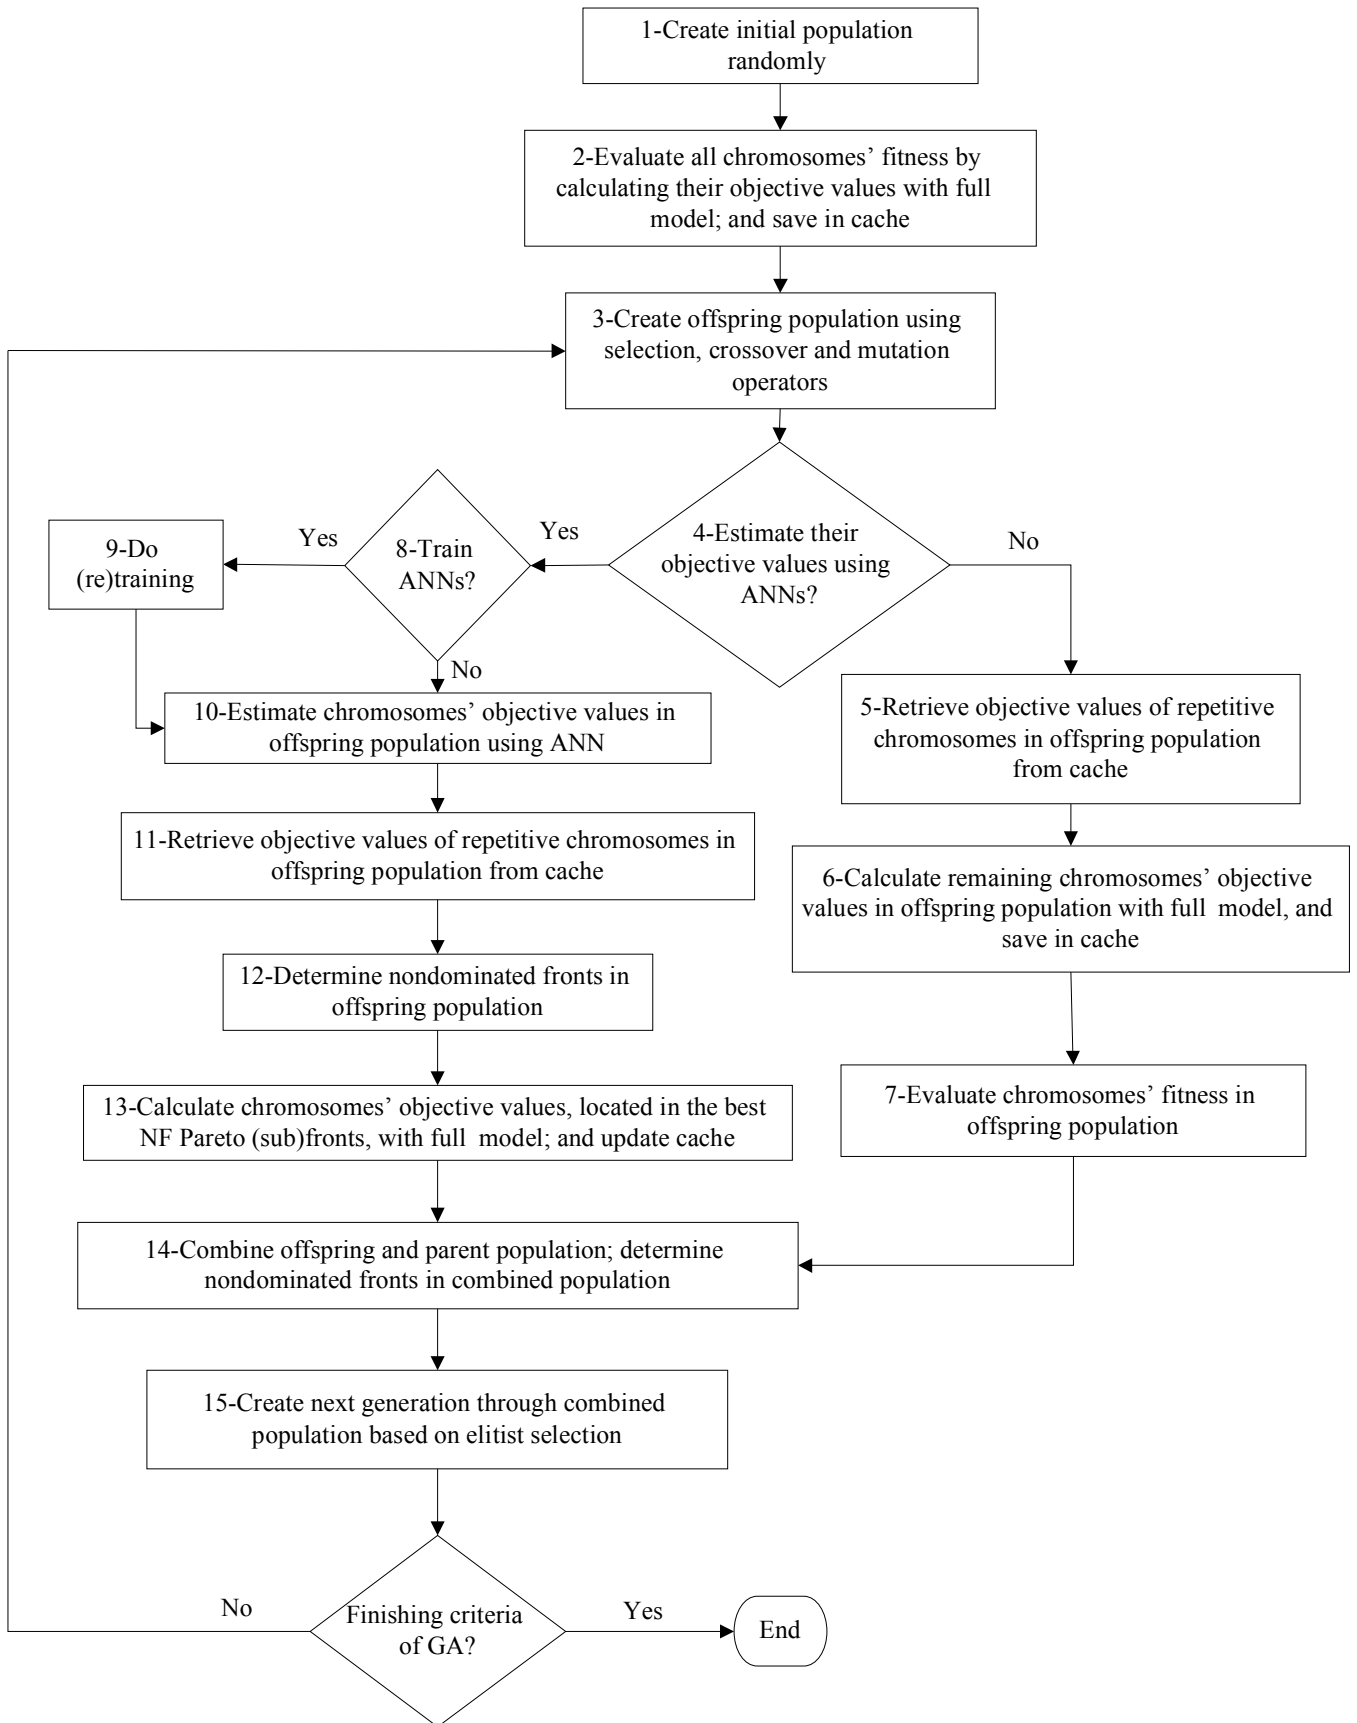 1-Create initial population
randomly
2-Evaluate all chromosomes’ fitness by
calculating their objective values with full
model; and save in cache
3-Create offspring population using
selection, crossover and mutation
operators
4-Estimate their
objective values using
ANNs?
Yes
No
8-Train
ANNs?
Yes
No
9-Do
(re)training
10-Estimate chromosomes’ objective values in
offspring population using ANN
5-Retrieve objective values of repetitive
chromosomes in offspring population
from cache
11-Retrieve objective values of repetitive chromosomes in
offspring population from cache
6-Calculate remaining chromosomes’ objective
values in offspring population with full model, and
save in cache
12-Determine nondominated fronts in
offspring population
7-Evaluate chromosomes’ fitness in
offspring population
13-Calculate chromosomes’ objective values, located in the best
NF Pareto (sub)fronts, with full model; and update cache
14-Combine offspring and parent population; determine
nondominated fronts in combined population
15-Create next generation through combined
population based on elitist selection
Finishing criteria
of GA?
No
Yes
End